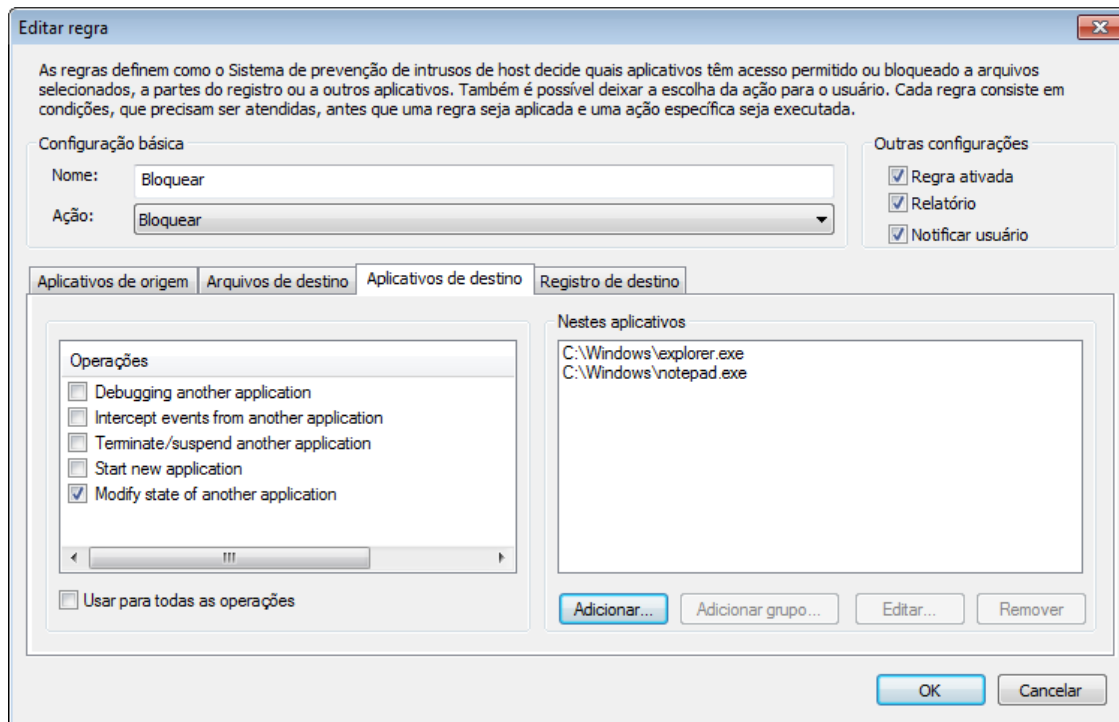 Editar regra
As regras definem como o Sistema de prevenção de intrusos de host decide quais aplicativos têm acesso permitido ou bloqueado a arquivos
selecionados, a partes do registro ou a outros aplicativos. Também é possível deixar a escolha da ação para o usuário. Cada regra consiste em
condições, que precisam ser atendidas, antes que uma regra seja aplicada e uma ação específica seja executada.
Configuração básica
Nome:
Bloquear
Ação:
Bloquear
Outras configurações
Regra ativada
Relatório
Notificar usuário
Aplicativos de origem
Arquivos de destino
Aplicativos de destino
Registro de destino
Operações
Debugging another application
Intercept events from another application
Terminate/suspend another application
Start new application
Modify state of another application
Usar para todas as operações
Nestes aplicativos
C:\Windows\explorer.exe
C:\Windows\notepad.exe
Adicionar...
Adicionar grupo...
Editar...
Remover
OK
Cancelar